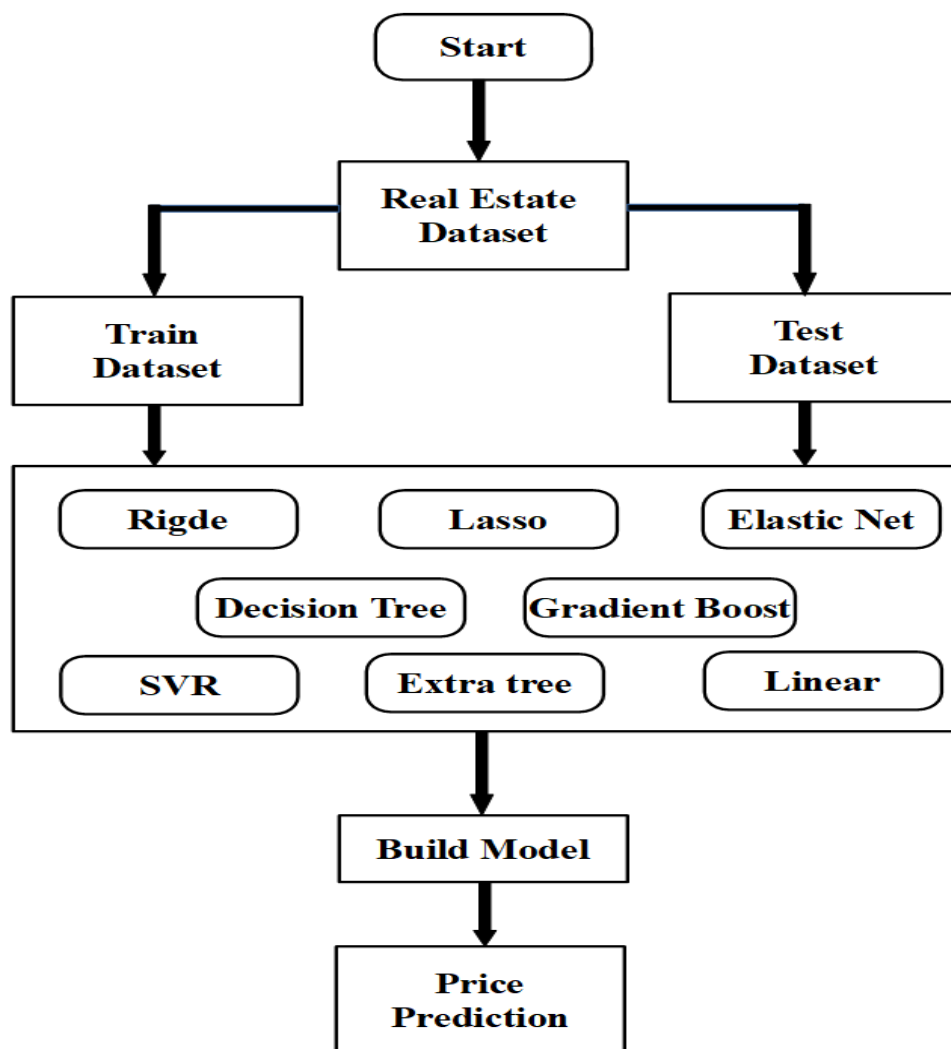 Start
Real Estate
Dataset
Train
Dataset
Test
Dataset
Rigde
Lasso
Elastic Net
Decision Tree
Gradient Boost
SVR
Extra tree
Linear
Build Model
Price
Prediction